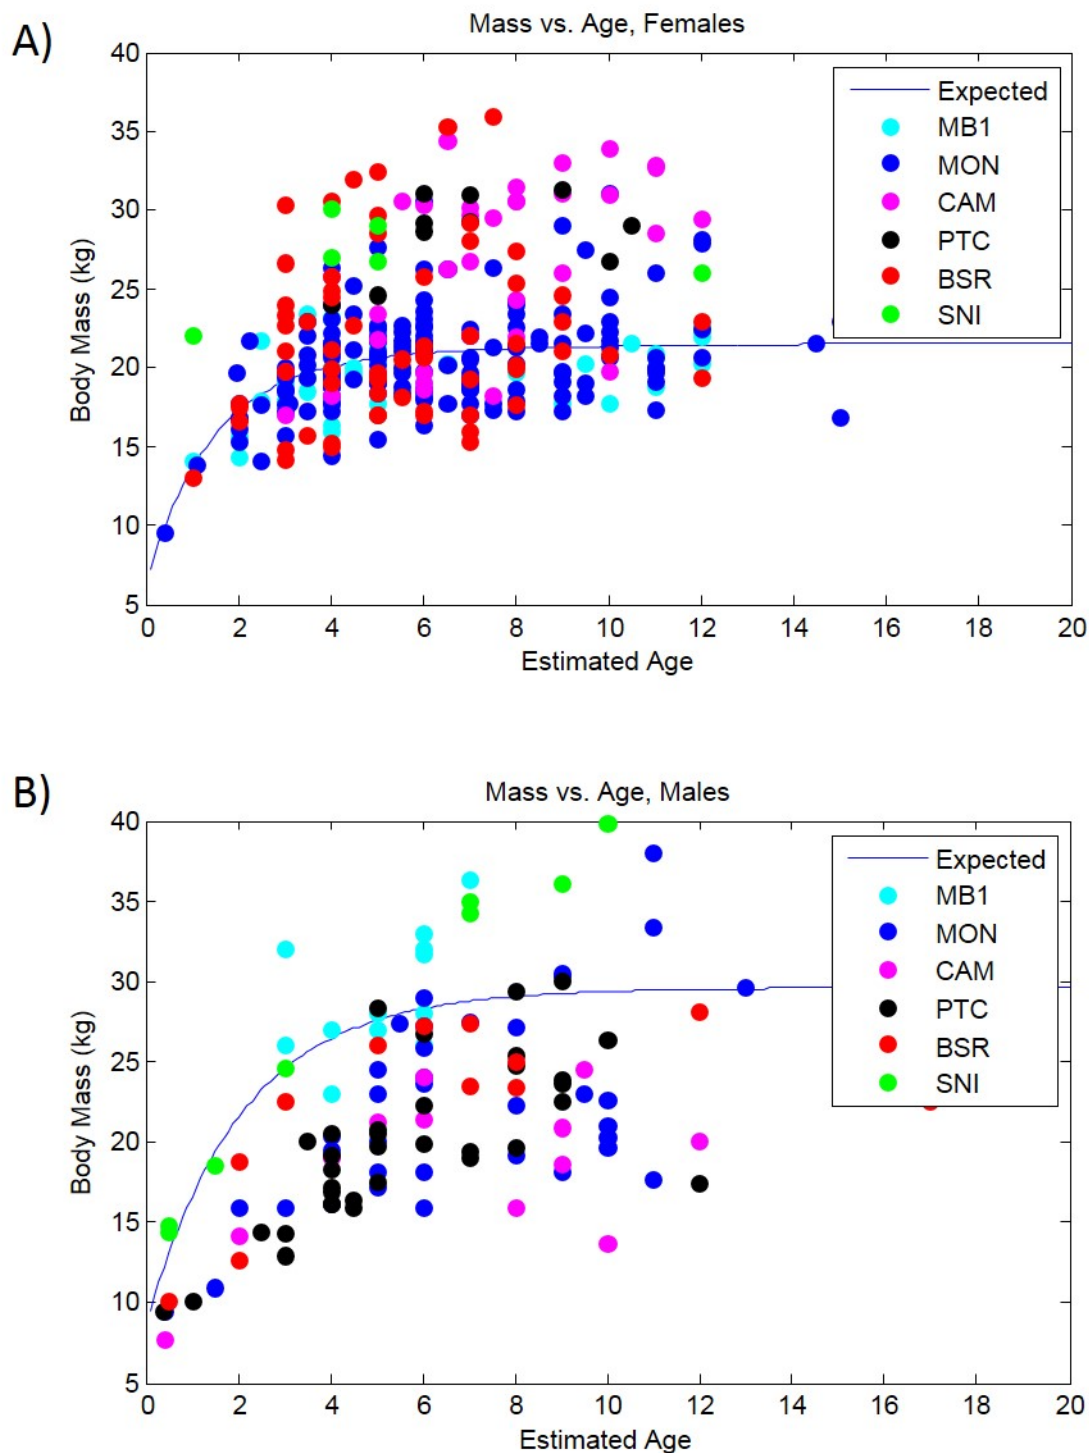 A)
Mass vs. Age, Females
40
35
30
25
20
15
10
5
Body Mass (kg)
Expected
MB1
MON
CAM
PTC
BSR
SNI
0 2 4 6 8 10 12 14 16 18 20
Estimated Age
B)
Mass vs. Age, Males
40
35
30
25
20
15
10
5
Body Mass (kg)
Expected
MB1
MON
CAM
PTC
BSR
SNI
0 2 4 6 8 10 12 14 16 18 20
Estimated Age